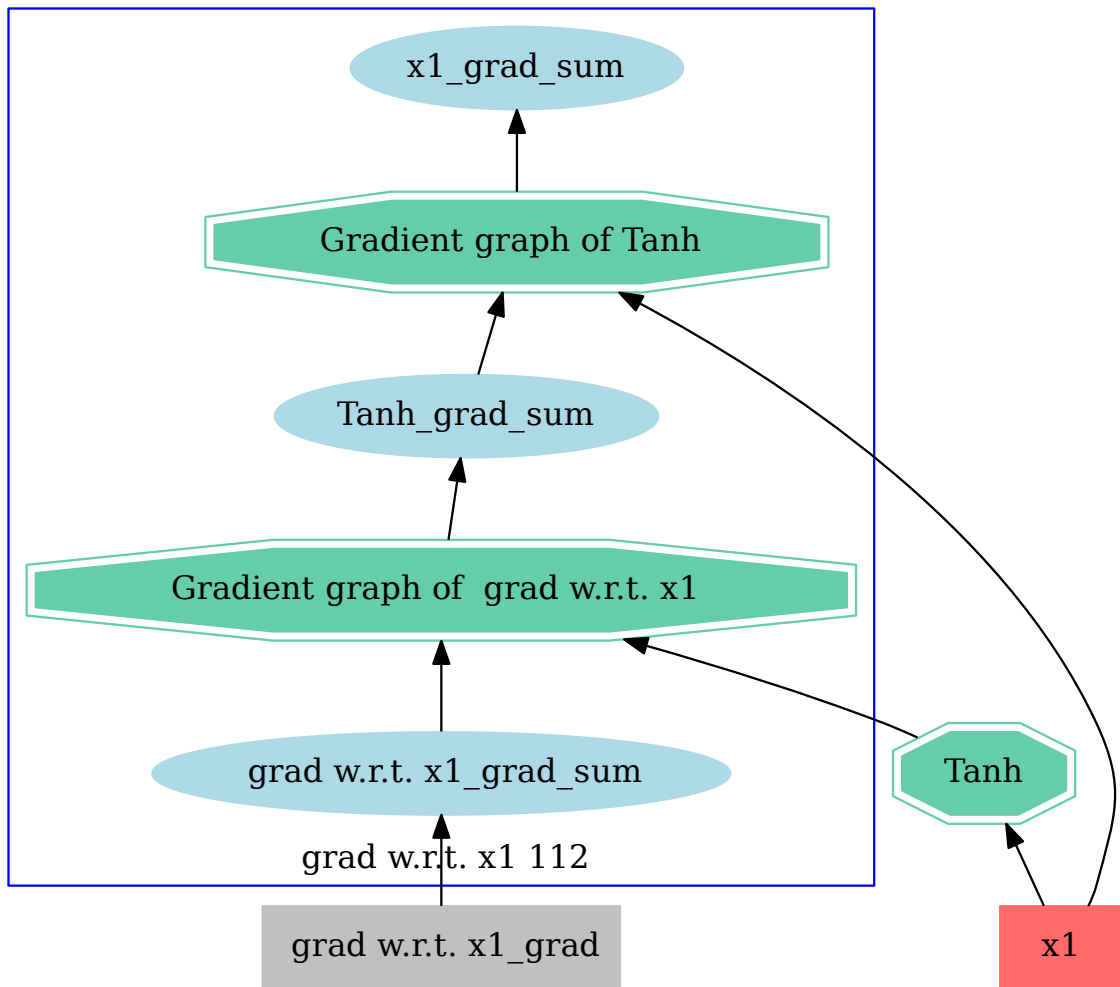 x1_grad_sum
Gradient graph of Tanh
Tanh_grad_sum
Gradient graph of  grad w.r.t. x1
grad w.r.t. x1_grad_sum
Tanh
grad w.r.t. x1 112
grad w.r.t. x1_grad
x1